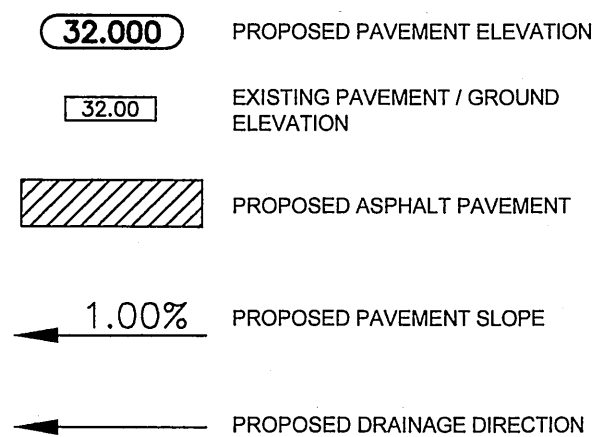 32.000 PROPOSED PAVEMENT ELEVATION
32.00 EXISTING PAVEMENT / GROUND
ELEVATION
PROPOSED ASPHALT PAVEMENT
1.00% PROPOSED PAVEMENT SLOPE
PROPOSED DRAINAGE DIRECTION